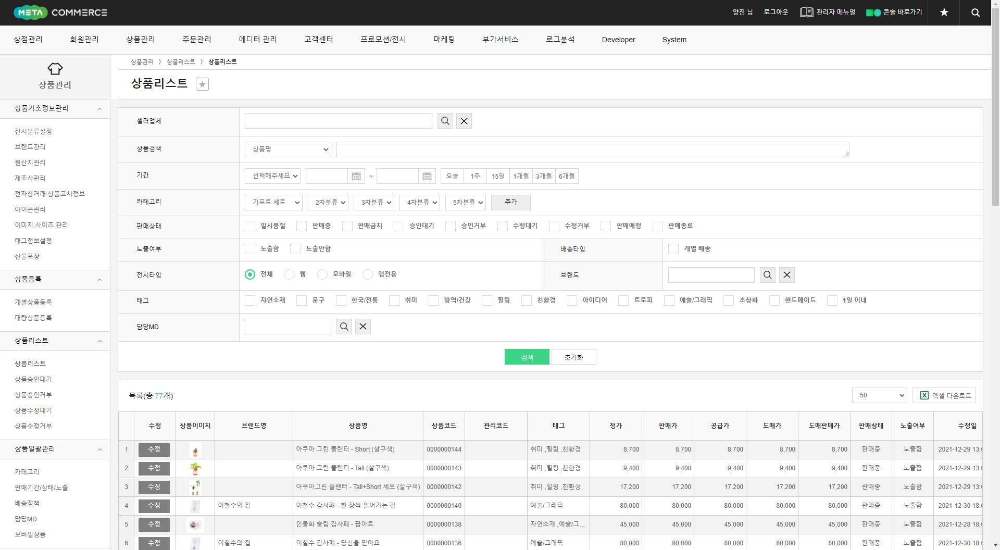 META COMMERCE
양진 님 로그아웃 관리자 메뉴얼 콘솔 바로가기
상점관리 회원관리 상품관리 주문관리 에디터 관리 고객센터 프로모션/전시 마케팅 부가서비스 로그분석 Developer System
상품관리
상품기초정보관리
전시분류설정
브랜드관리
원산지관리
제조사관리
전자상거래 상품고시정보
아이콘관리
이미지 사이즈 관리
태그정보설정
선물포장
상품등록
개별상품등록
대량상품등록
상품리스트
상품리스트
상품승인대기
상품승인거부
상품수정대기
상품수정거부
상품일괄관리
카테고리
판매기간/상태/노출
배송정책
담당MD
모바일상품
상품관리 > 상품리스트 > 상품리스트
상품리스트
셀러업체
상품검색 상품명
기간 선택해주세요 ~ 오늘 1주 15일 1개월 3개월 6개월
카테고리 기프트 세트 2차분류 3차분류 4차분류 5차분류 추가
판매상태 일시품절 판매중 판매금지 승인대기 승인거부 수정대기 수정거부 판매예정 판매종료
노출여부 노출함 노출안함 배송타입 개별 배송
전시타입 전체 웹 모바일 앱전용 브랜드
태그 자연소재 문구 한국/전통 취미 방역/건강 힐링 친환경 아이디어 트로피 예술/그래픽 초상화 핸드메이드 1일 이내
담당MD
검색 초기화
목록(총 77개) 50 엑셀 다운로드
수정 상품이미지 브랜드명 상품명 상품코드 관리코드 태그 정가 판매가 공급가 도매가 도매판매가 판매상태 노출여부 수정일
1 수정 아쿠아 그린 플랜터 - Short (살구색) 0000000144 취미 ,힐링 ,친환경 8,700 8,700 8,700 8,700 8,700 판매중 노출함 2021-12-29 13:0
2 수정 아쿠아 그린 플랜터 - Tall (살구색) 0000000143 취미 ,힐링 ,친환경 9,400 9,400 9,400 9,400 9,400 판매중 노출함 2021-12-29 13:0
3 수정 아쿠아그린 플랜터 - Tall+Short 세트 (살구색) 0000000142 취미 ,힐링 ,친환경 17,200 17,200 17,200 17,200 17,200 판매중 노출함 2021-12-29 13:0
4 수정 이철수의 집 이철수 감사패 - 한 장씩 읽어가는 길 0000000140 예술/그래픽 80,000 80,000 80,000 80,000 80,000 판매중 노출함 2021-12-30 18:0
5 수정 인물화 슬림 감사패 - 팝아트 0000000138 자연소재 ,예술/그... 45,000 45,000 45,000 45,000 45,000 판매중 노출함 2021-12-28 18:0
6 수정 이철수의 집 이철수 감사패 - 당신을 믿어요 0000000136 예술/그래픽 80,000 80,000 80,000 80,000 80,000 판매중 노출함 2021-12-30 18:0